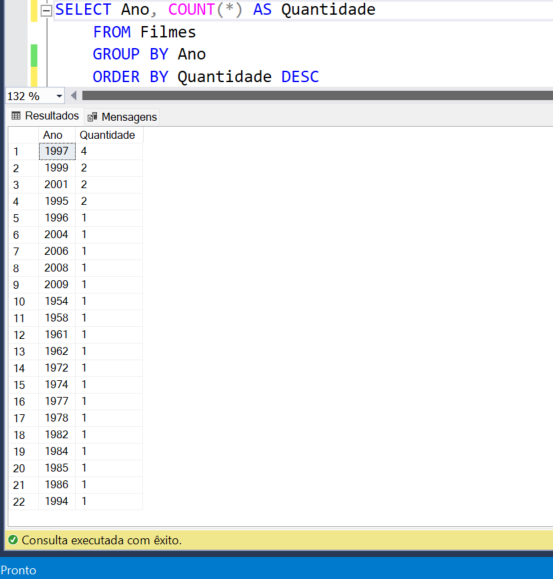 SELECT Ano, COUNT(*) AS Quantidade
FROM Filmes
GROUP BY Ano
ORDER BY Quantidade DESC
132 %
Resultados Mensagens
Ano Quantidade
1 1997 4
2 1999 2
3 2001 2
4 1995 2
5 1996 1
6 2004 1
7 2006 1
8 2008 1
9 2009 1
10 1954 1
11 1958 1
12 1961 1
13 1962 1
14 1972 1
15 1974 1
16 1977 1
17 1978 1
18 1982 1
19 1984 1
20 1985 1
21 1986 1
22 1994 1
Consulta executada com êxito.
Pronto